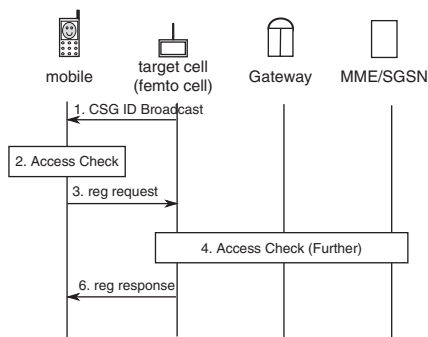 mobile
target cell
(femto cell)
Gateway
MME/SGSN
1. CSG ID Broadcast
2. Access Check
3. reg request
4. Access Check (Further)
6. reg response